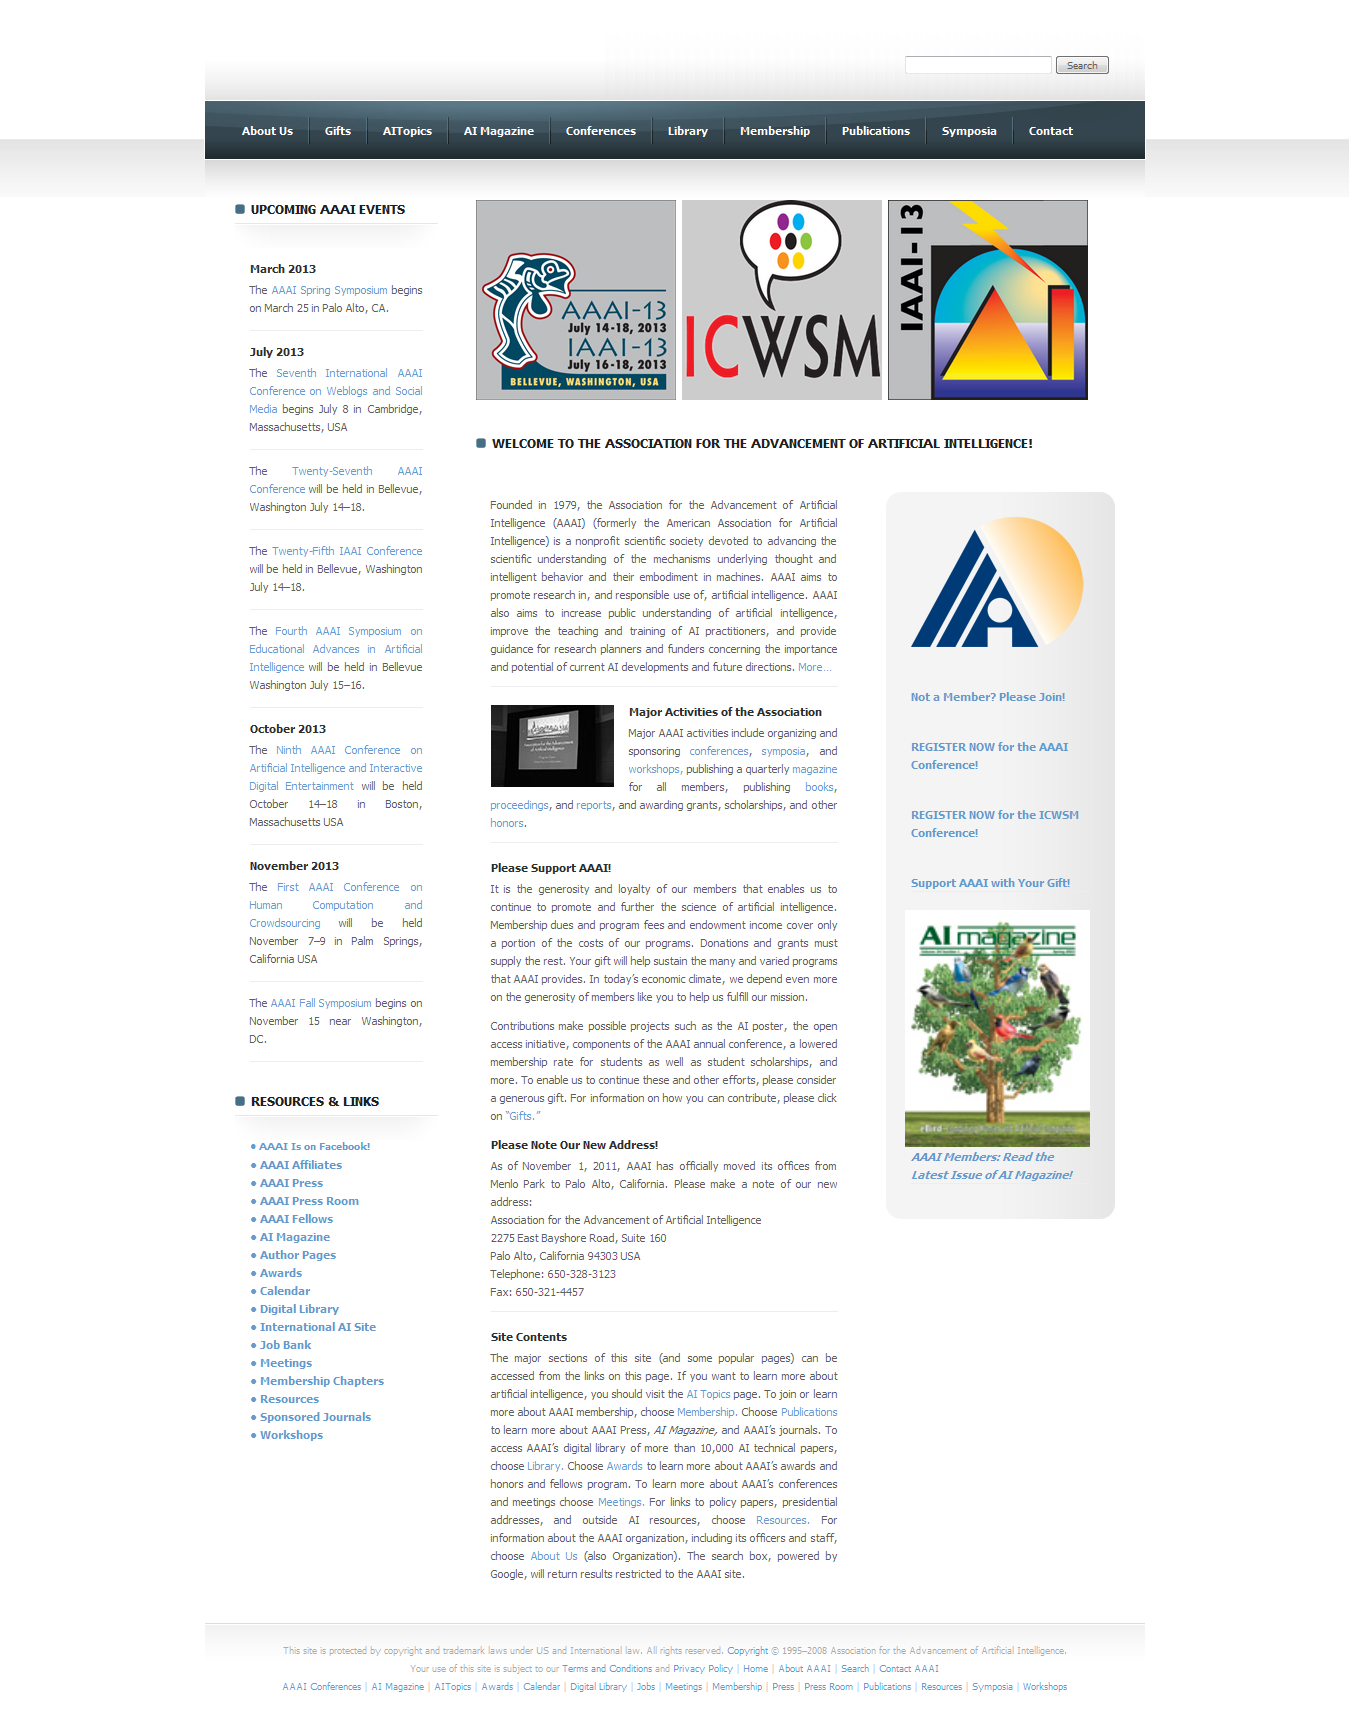 Search
About Us
Gifts
AITopics
AI Magazine
Conferences
Library
Membership
Publications
Symposia
Contact
UPCOMING AAAI EVENTS
March 2013
The AAAI Spring Symposium begins
on March 25 in Palo Alto, CA.
July 2013
The Seventh International AAAI
Conference on Weblogs and Social
Media begins July 8 in Cambridge,
Massachusetts, USA
The Twenty-Seventh AAAI
Conference will be held in Bellevue,
Washington July 14–18.
The Twenty-Fifth IAAI Conference
will be held in Bellevue, Washington
July 14–18.
The Fourth AAAI Symposium on
Educational Advances in Artificial
Intelligence will be held in Bellevue
Washington July 15–16.
October 2013
The Ninth AAAI Conference on
Artificial Intelligence and Interactive
Digital Entertainment will be held
October 14–18 in Boston,
Massachusetts USA
November 2013
The First AAAI Conference on
Human Computation and
Crowdsourcing will be held
November 7–9 in Palm Springs,
California USA
The AAAI Fall Symposium begins on
November 15 near Washington,
DC.
RESOURCES & LINKS
• AAAI Is on Facebook!
• AAAI Affiliates
• AAAI Press
• AAAI Press Room
• AAAI Fellows
• AI Magazine
• Author Pages
• Awards
• Calendar
• Digital Library
• International AI Site
• Job Bank
• Meetings
• Membership Chapters
• Resources
• Sponsored Journals
• Workshops
AAAI-13
July 14-18, 2013
IAAI-13
July 16-18, 2013
BELLEVUE, WASHINGTON, USA
ICWSM
IAAI-13
WELCOME TO THE ASSOCIATION FOR THE ADVANCEMENT OF ARTIFICIAL INTELLIGENCE!
Founded in 1979, the Association for the Advancement of Artificial
Intelligence (AAAI) (formerly the American Association for Artificial
Intelligence) is a nonprofit scientific society devoted to advancing the
scientific understanding of the mechanisms underlying thought and
intelligent behavior and their embodiment in machines. AAAI aims to
promote research in, and responsible use of, artificial intelligence. AAAI
also aims to increase public understanding of artificial intelligence,
improve the teaching and training of AI practitioners, and provide
guidance for research planners and funders concerning the importance
and potential of current AI developments and future directions. More...
Major Activities of the Association
Major AAAI activities include organizing and
sponsoring conferences, symposia, and
workshops, publishing a quarterly magazine
for all members, publishing books,
proceedings, and reports, and awarding grants, scholarships, and other
honors.
Please Support AAAI!
It is the generosity and loyalty of our members that enables us to
continue to promote and further the science of artificial intelligence.
Membership dues and program fees and endowment income cover only
a portion of the costs of our programs. Donations and grants must
supply the rest. Your gift will help sustain the many and varied programs
that AAAI provides. In today’s economic climate, we depend even more
on the generosity of members like you to help us fulfill our mission.
Contributions make possible projects such as the AI poster, the open
access initiative, components of the AAAI annual conference, a lowered
membership rate for students as well as student scholarships, and
more. To enable us to continue these and other efforts, please consider
a generous gift. For information on how you can contribute, please click
on “Gifts.”
Please Note Our New Address!
As of November 1, 2011, AAAI has officially moved its offices from
Menlo Park to Palo Alto, California. Please make a note of our new
address:
Association for the Advancement of Artificial Intelligence
2275 East Bayshore Road, Suite 160
Palo Alto, California 94303 USA
Telephone: 650-328-3123
Fax: 650-321-4457
Site Contents
The major sections of this site (and some popular pages) can be
accessed from the links on this page. If you want to learn more about
artificial intelligence, you should visit the AI Topics page. To join or learn
more about AAAI membership, choose Membership. Choose Publications
to learn more about AAAI Press, AI Magazine, and AAAI’s journals. To
access AAAI’s digital library of more than 10,000 AI technical papers,
choose Library. Choose Awards to learn more about AAAI’s awards and
honors and fellows program. To learn more about AAAI’s conferences
and meetings choose Meetings. For links to policy papers, presidential
addresses, and outside AI resources, choose Resources. For
information about the AAAI organization, including its officers and staff,
choose About Us (also Organization). The search box, powered by
Google, will return results restricted to the AAAI site.
Not a Member? Please Join!
REGISTER NOW for the AAAI
Conference!
REGISTER NOW for the ICWSM
Conference!
Support AAAI with Your Gift!
AI magazine
AAAI Members: Read the
Latest Issue of AI Magazine!
This site is protected by copyright and trademark laws under US and International law. All rights reserved. Copyright © 1995–2008 Association for the Advancement of Artificial Intelligence.
Your use of this site is subject to our Terms and Conditions and Privacy Policy | Home | About AAAI | Search | Contact AAAI
AAAI Conferences | AI Magazine | AITopics | Awards | Calendar | Digital Library | Jobs | Meetings | Membership | Press | Press Room | Publications | Resources | Symposia | Workshops